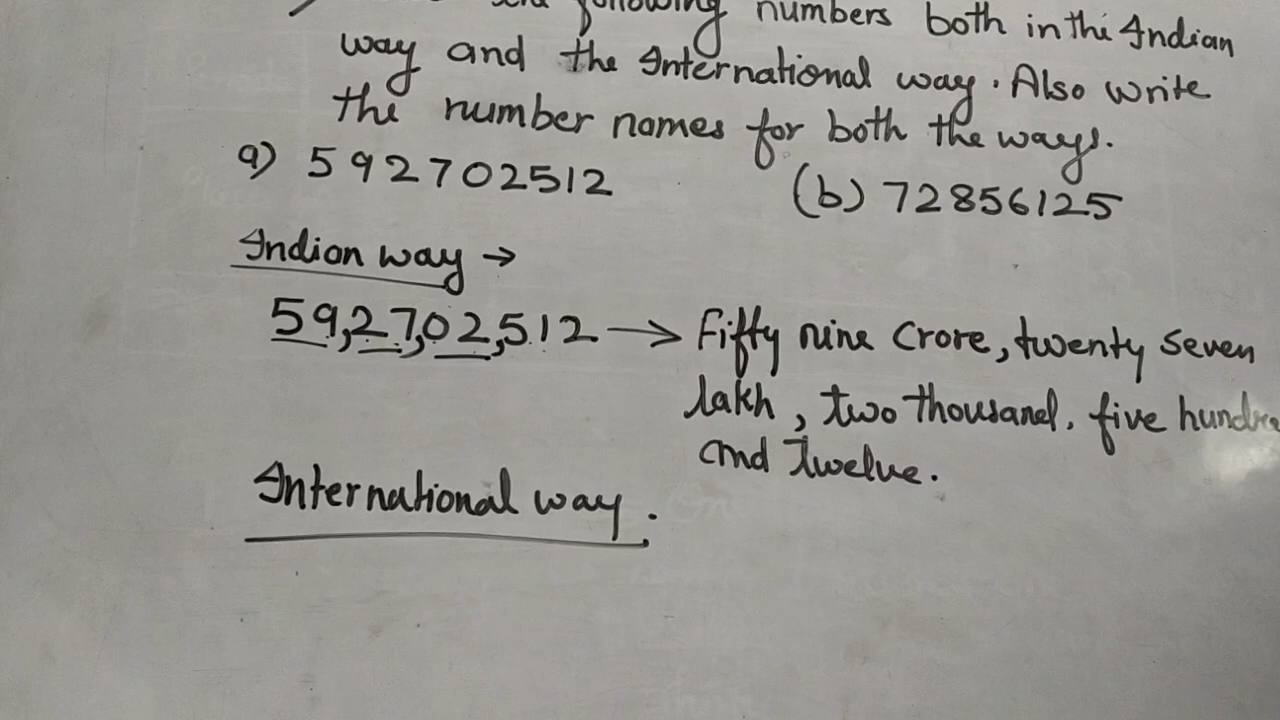 following numbers both in the Indian
way and the International way. Also write
the number names for both the ways.
a) 592702512 (b) 72856125
Indion way →
59,27,02,512 → Fifty nine Crore, twenty seven
lakh, two thousand, five hundre
and twelve.
International way.